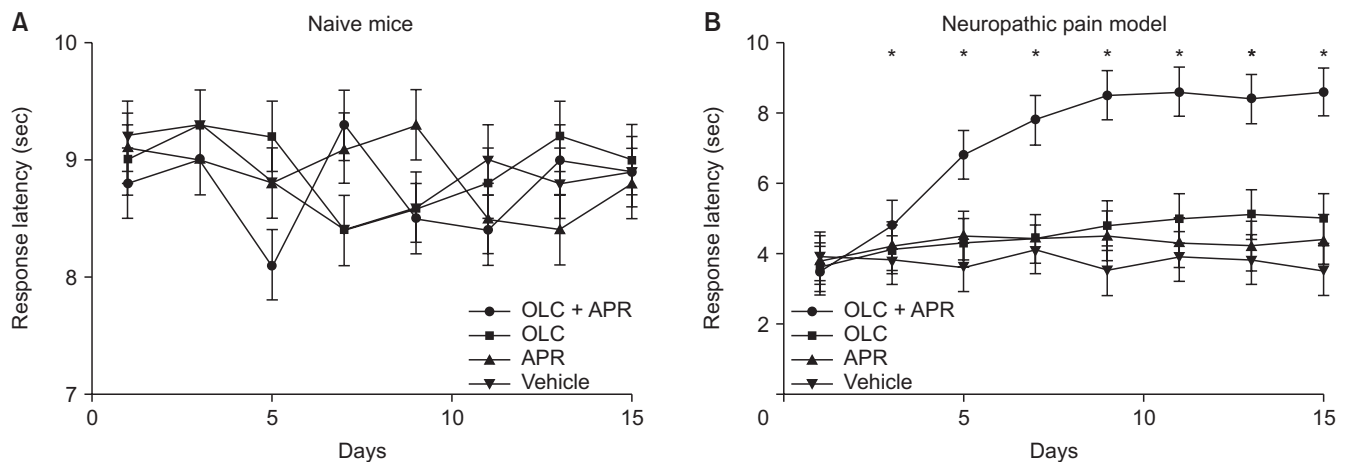 A
Naive mice
10
9
8
7
Response latency (sec)
0
5
10
15
Days
OLC + APR
OLC
APR
Vehicle
B
Neuropathic pain model
* * * * * * * *
10
8
6
4
2
Response latency (sec)
0
5
10
15
Days
OLC + APR
OLC
APR
Vehicle